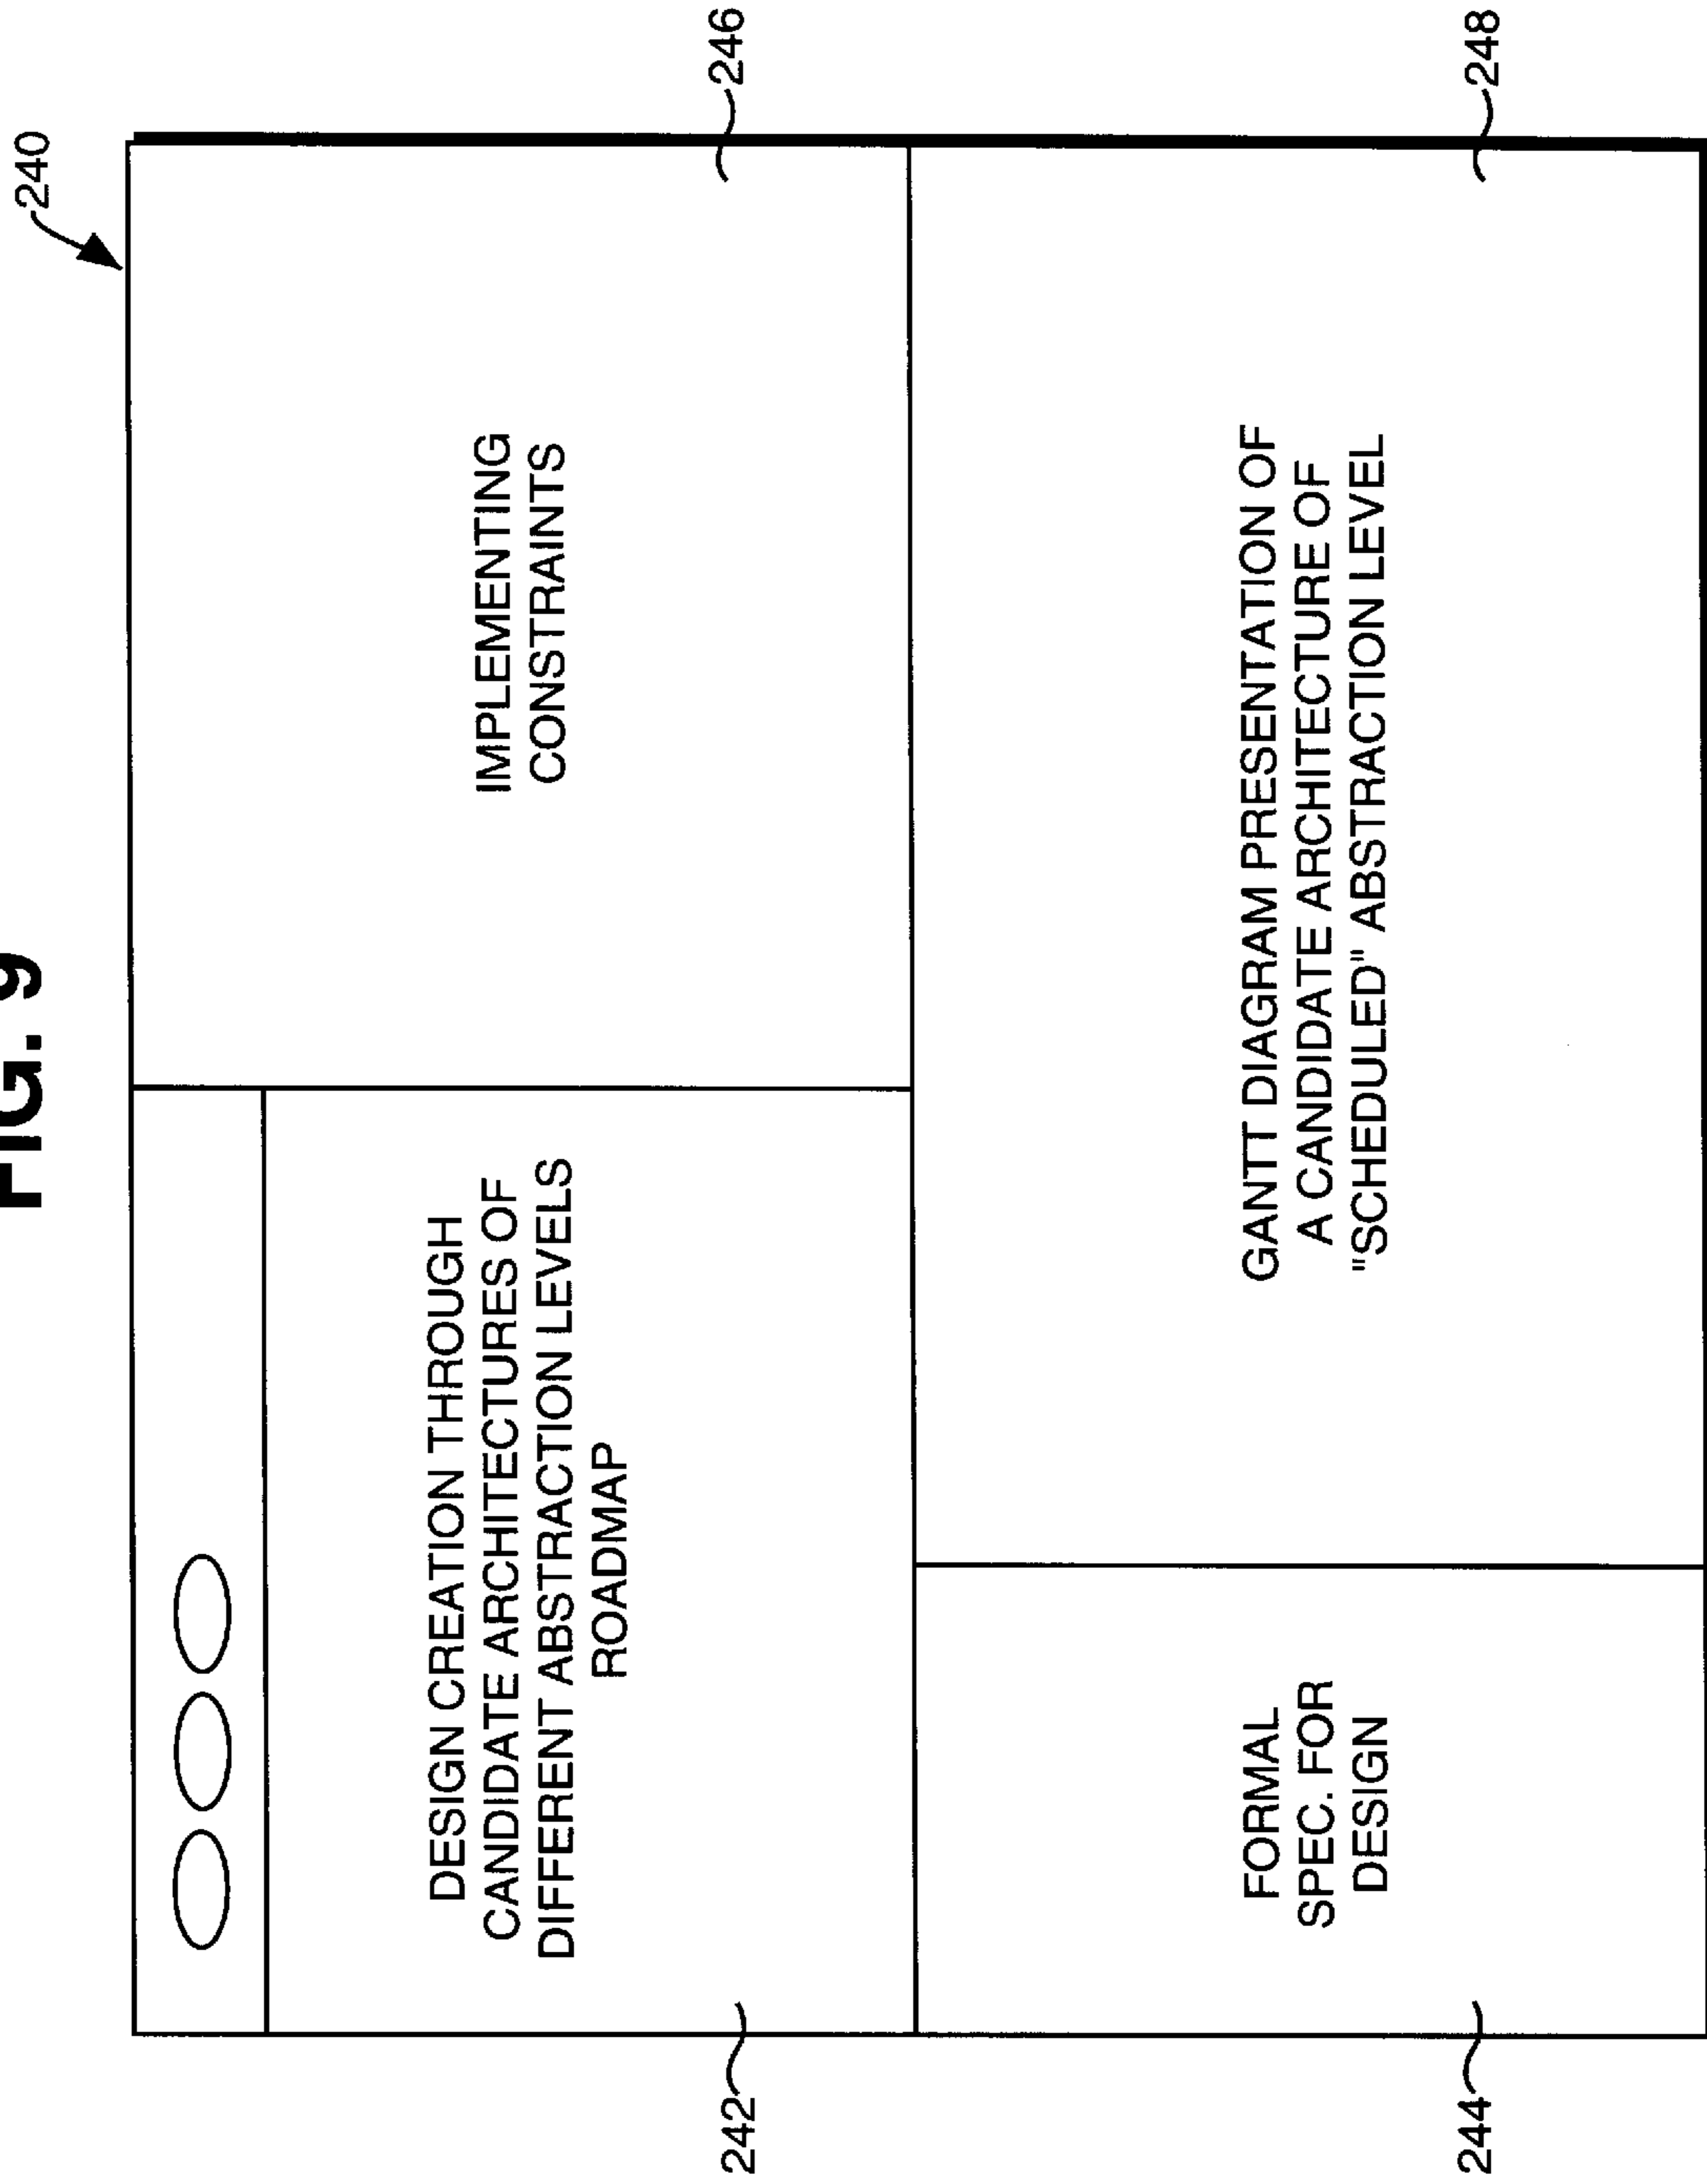 FIG. 9
240
DESIGN CREATION THROUGH
CANDIDATE ARCHITECTURES OF
DIFFERENT ABSTRACTION LEVELS
ROADMAP
IMPLEMENTING
CONSTRAINTS
242
246
FORMAL
SPEC. FOR
DESIGN
GANTT DIAGRAM PRESENTATION OF
A CANDIDATE ARCHITECTURE OF
"SCHEDULED" ABSTRACTION LEVEL
244
248